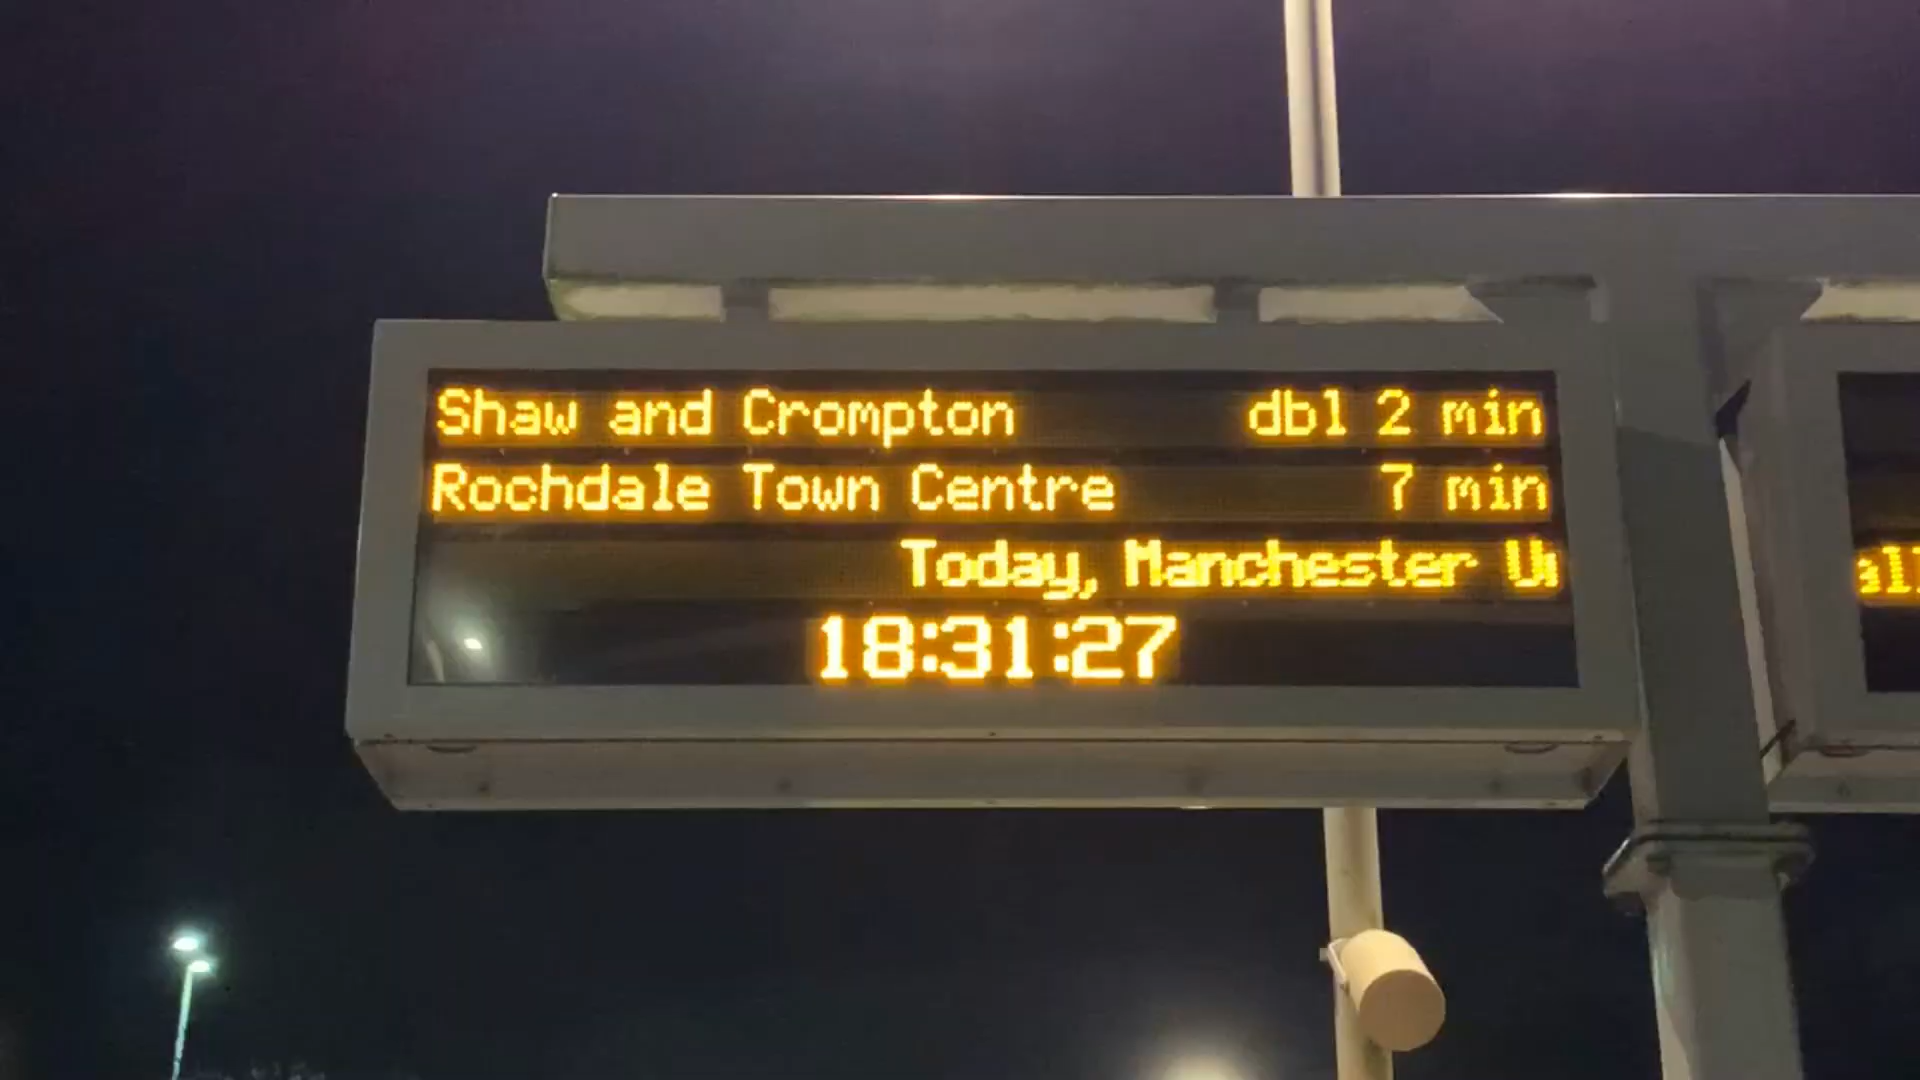 Shaw and Crompton dbl 2 min
Rochdale Town Centre 7 min
Today, Manchester
18:31:27